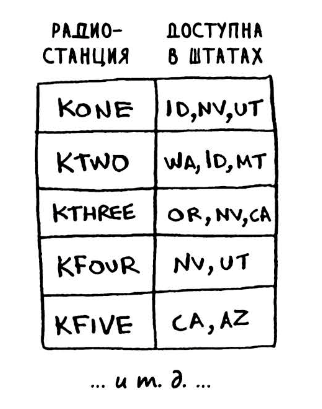 РАДИО- ДОСТУПНА
СТАНЦИЯ В ШТАТАХ
KONE ID,NV,UT
KTWO WA,ID,MT
KTHREE OR,NV,CA
KFOUR NV,UT
KFIVE CA,AZ
... и т. д. ...